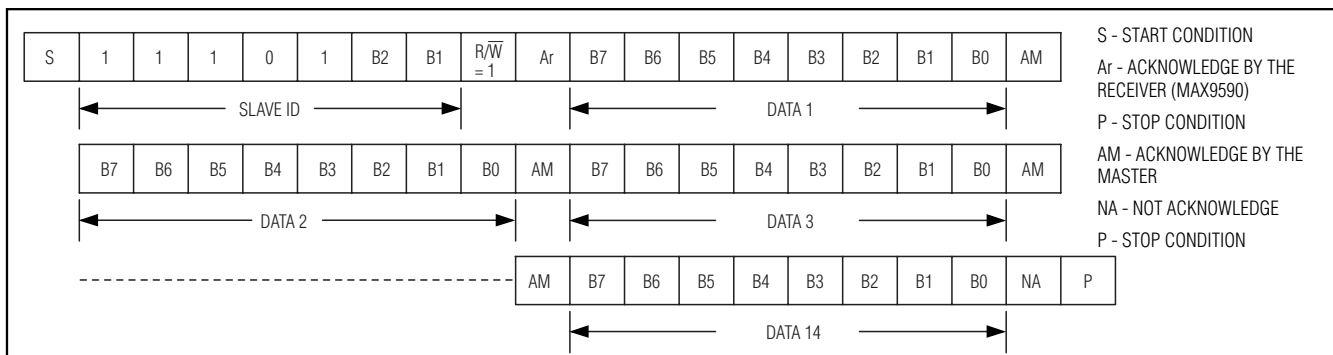 S 1 1 1 0 1 B2 B1 R/W̅ = 1 Ar B7 B6 B5 B4 B3 B2 B1 B0 AM
SLAVE ID DATA 1
B7 B6 B5 B4 B3 B2 B1 B0 AM B7 B6 B5 B4 B3 B2 B1 B0 AM
DATA 2 DATA 3
AM B7 B6 B5 B4 B3 B2 B1 B0 NA P
DATA 14
S - START CONDITION
Ar - ACKNOWLEDGE BY THE
RECEIVER (MAX9590)
P - STOP CONDITION
AM - ACKNOWLEDGE BY THE
MASTER
NA - NOT ACKNOWLEDGE
P - STOP CONDITION